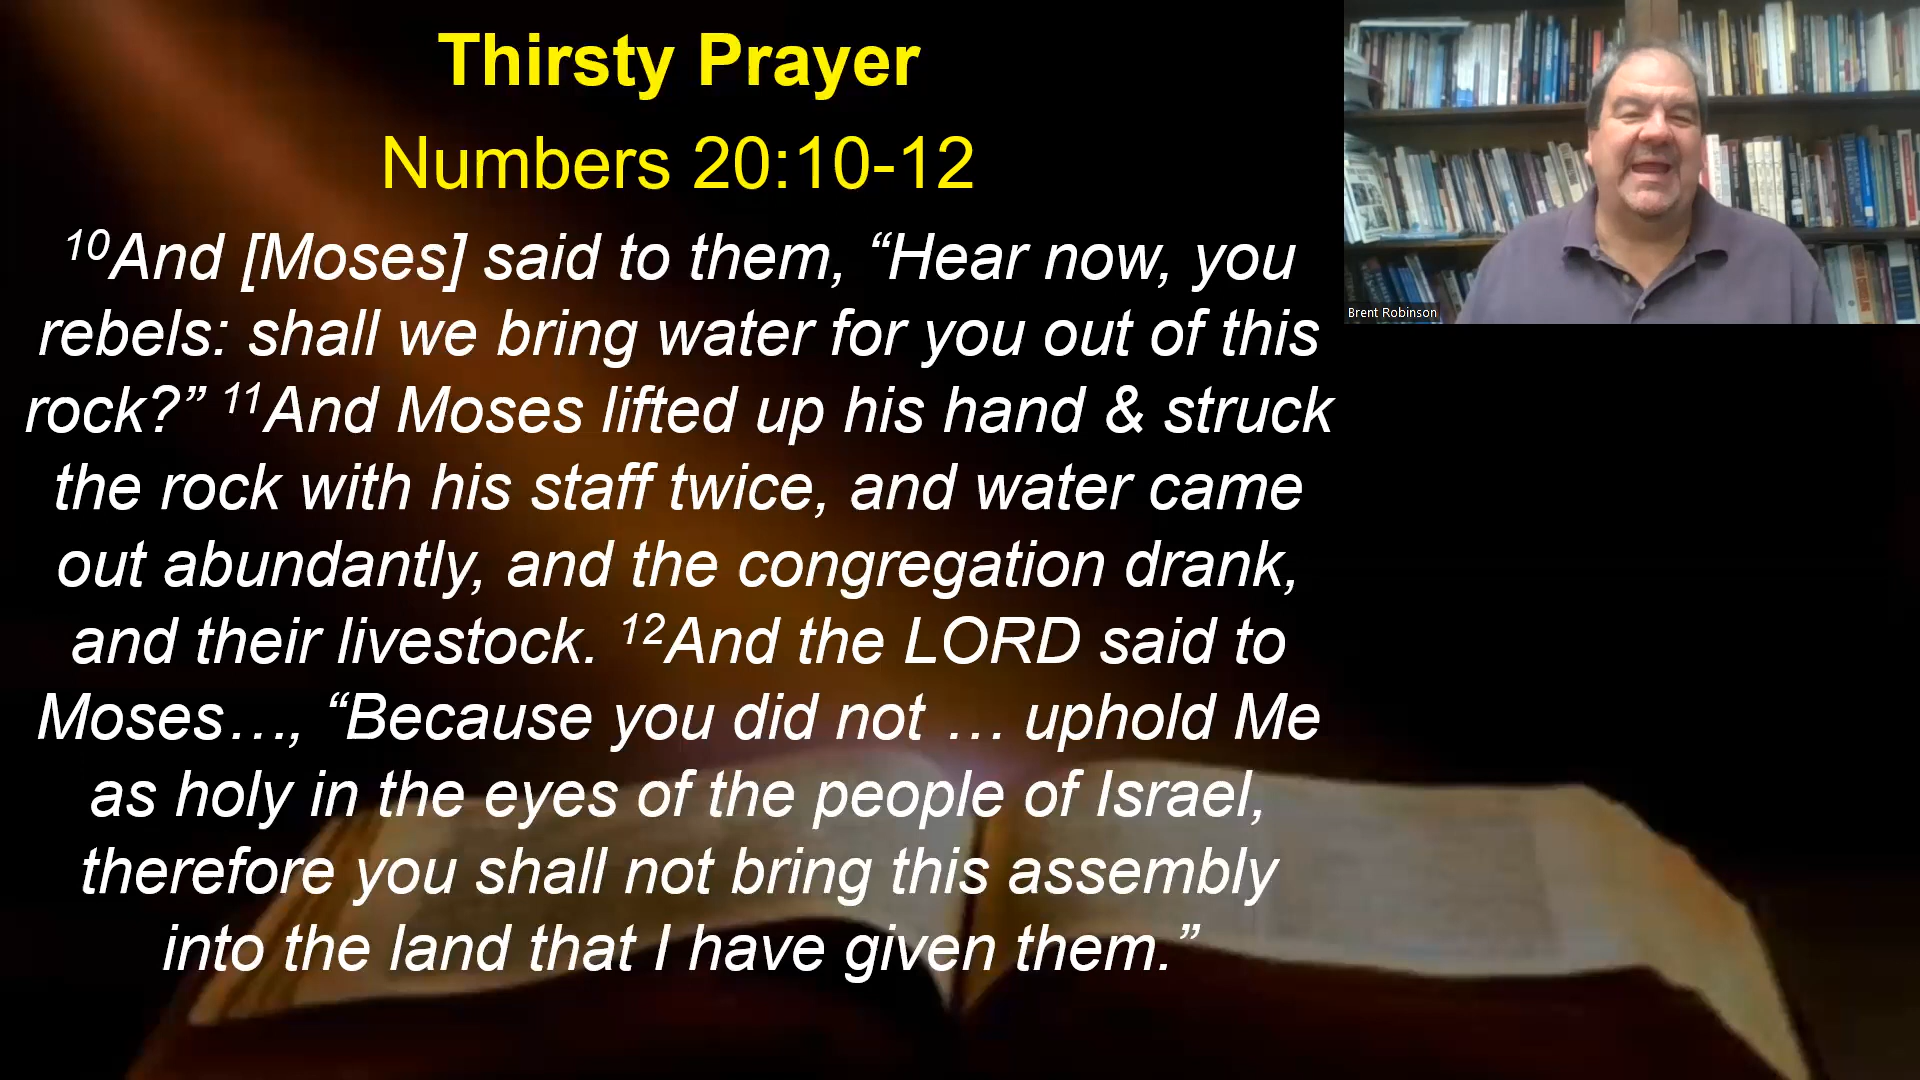 Thirsty Prayer
Numbers 20:10-12
¹⁰And [Moses] said to them, “Hear now, you
rebels: shall we bring water for you out of this
rock?” ¹¹And Moses lifted up his hand & struck
the rock with his staff twice, and water came
out abundantly, and the congregation drank,
and their livestock. ¹²And the LORD said to
Moses…, “Because you did not … uphold Me
as holy in the eyes of the people of Israel,
therefore you shall not bring this assembly
into the land that I have given them.”
Brent Robinson